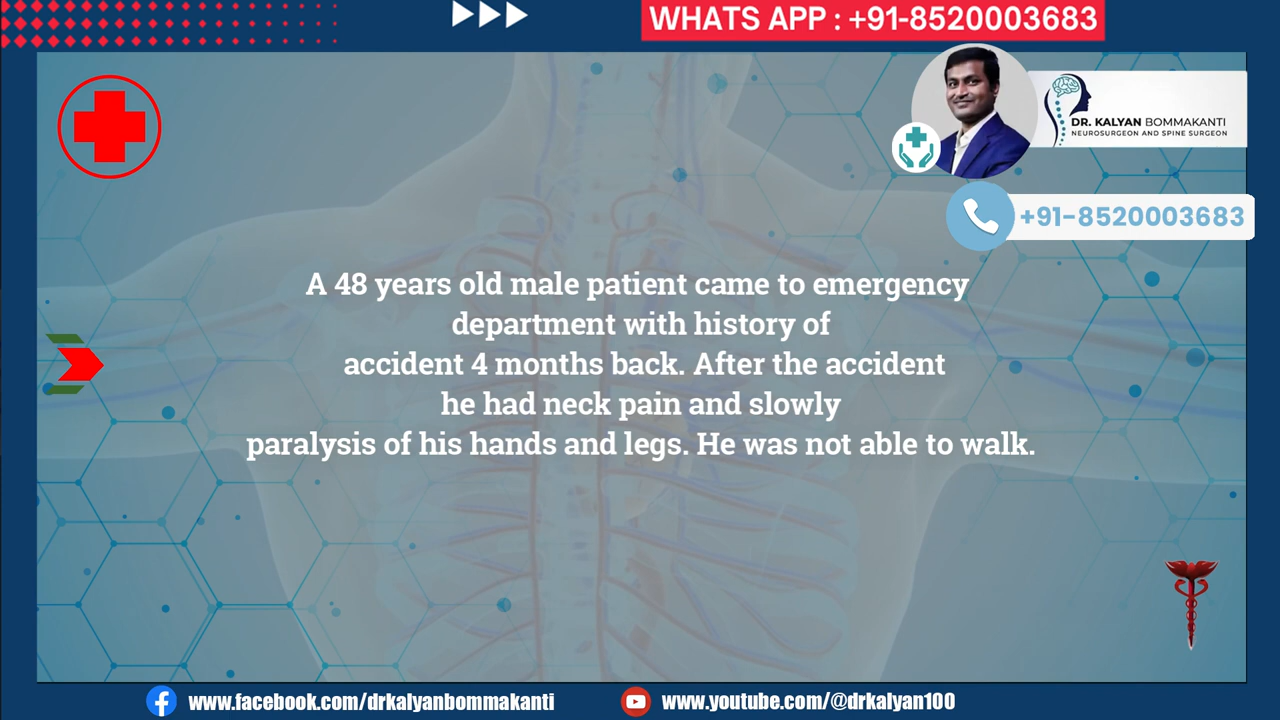 WHATS APP : +91-8520003683
DR. KALYAN BOMMAKANTI
NEUROSURGEON AND SPINE SURGEON
+91-8520003683
A 48 years old male patient came to emergency
department with history of
accident 4 months back. After the accident
he had neck pain and slowly
paralysis of his hands and legs. He was not able to walk.
www.facebook.com/drkalyanbommakanti
www.youtube.com/@drkalyan100